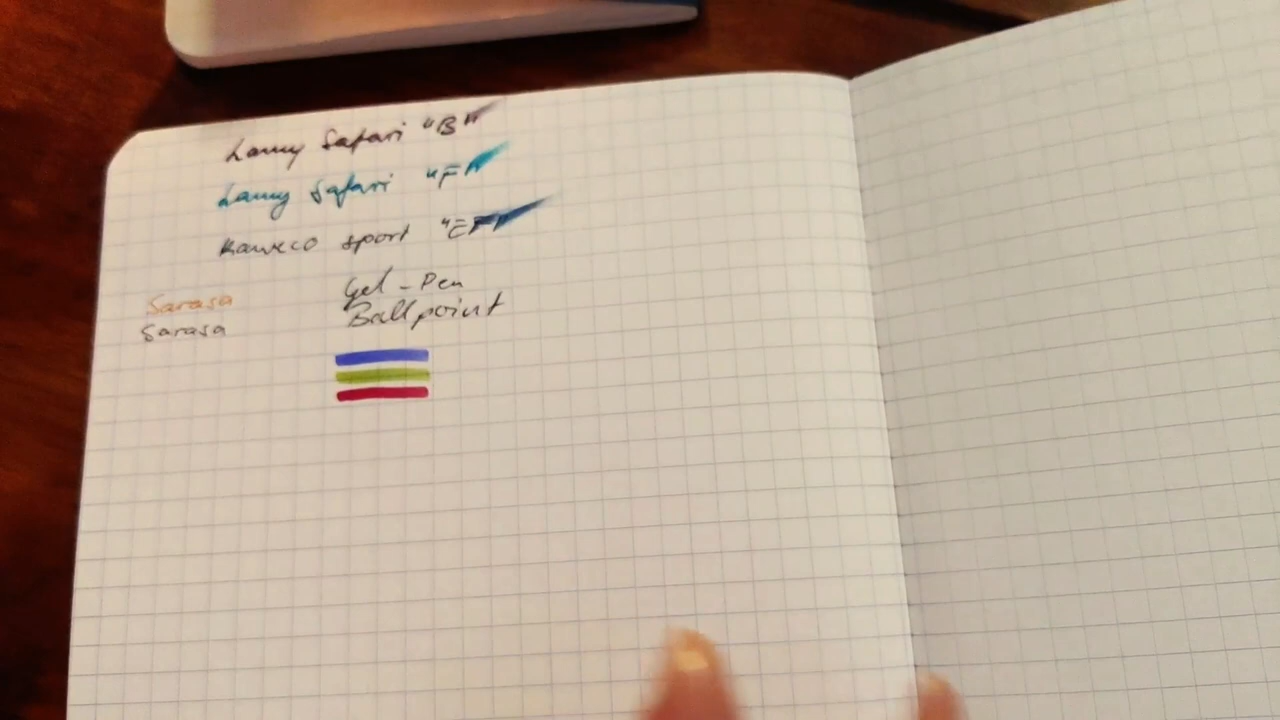 Lamy Safari "B"
Lamy Safari "F"
Kaweco sport "EF"
Gel-Pen
Sarasa
Ballpoint
Sarasa